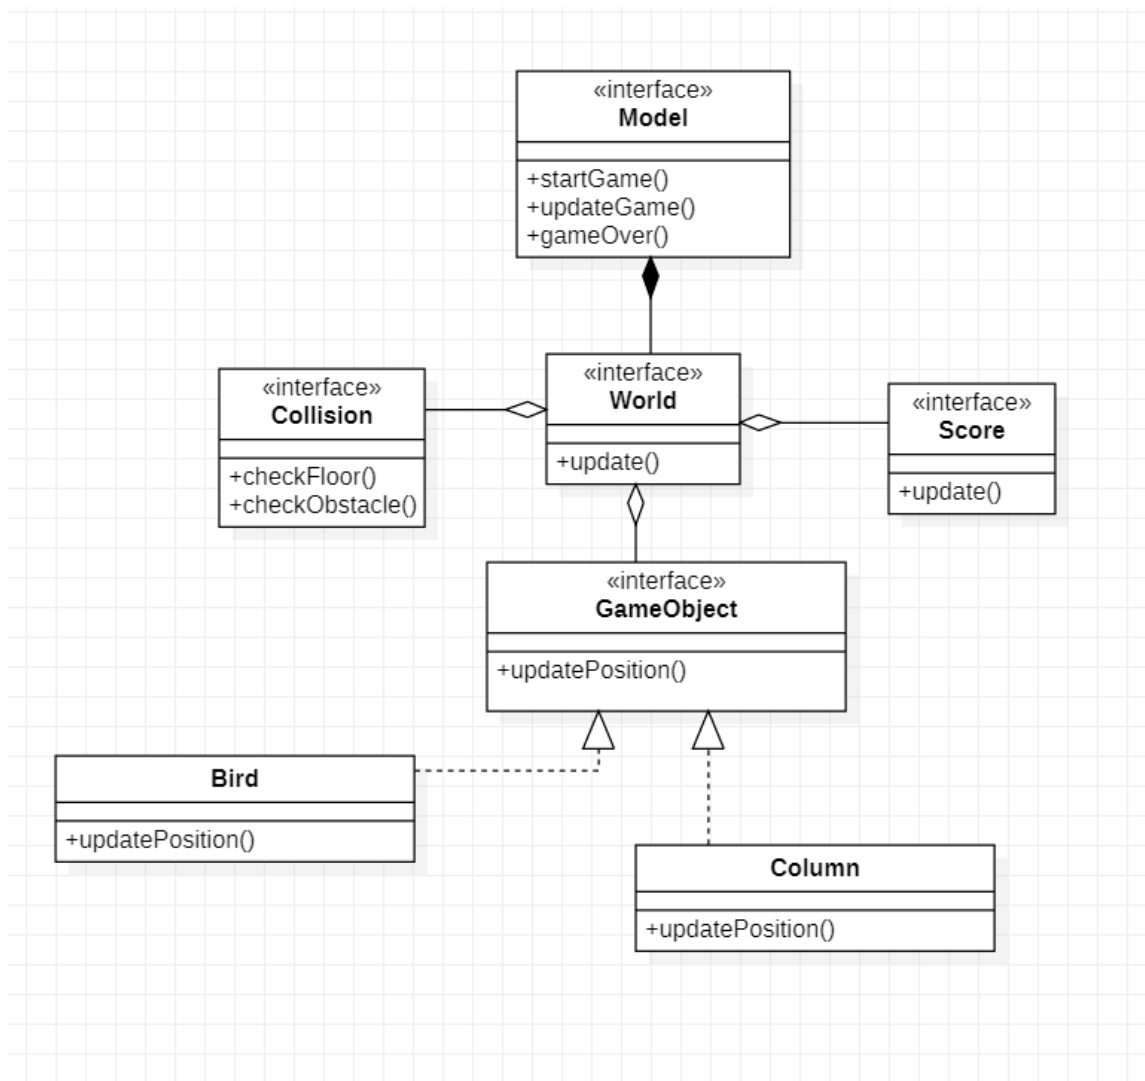 «interface»
Model
+startGame()
+updateGame()
+gameOver()
«interface»
Collision
+checkFloor()
+checkObstacle()
«interface»
World
+update()
«interface»
Score
+update()
«interface»
GameObject
+updatePosition()
Bird
+updatePosition()
Column
+updatePosition()